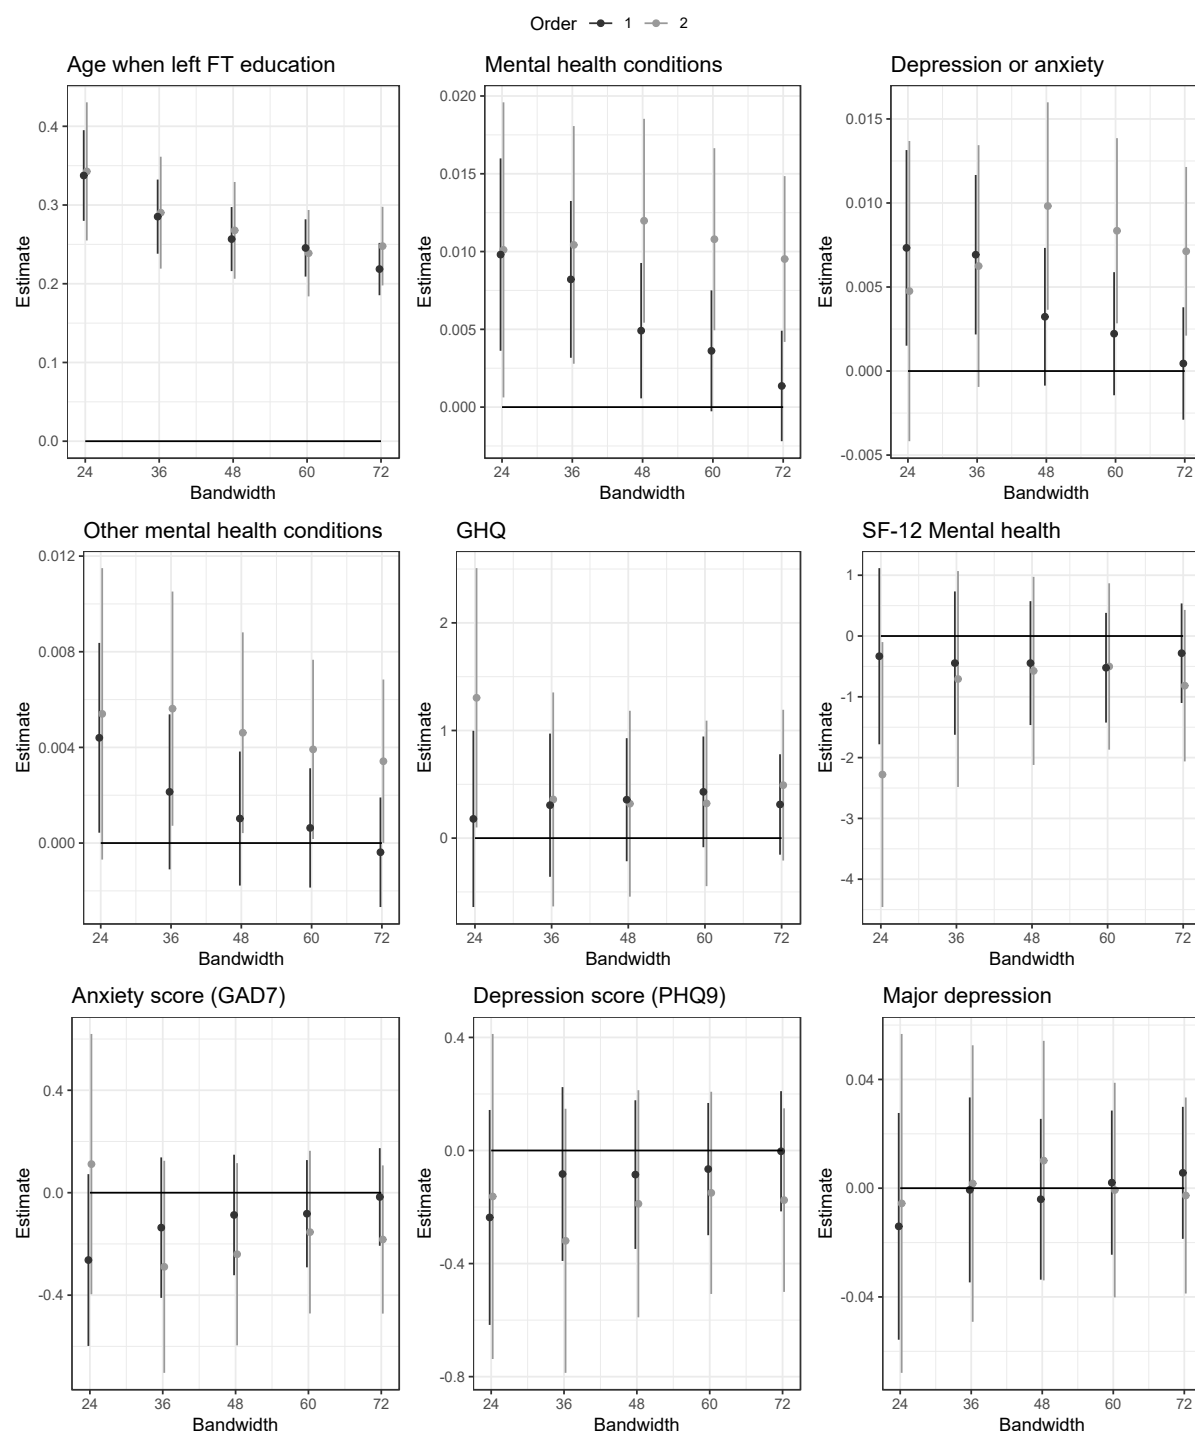 Order 1 2
Age when left FT education
Mental health conditions
Depression or anxiety
0.4
0.3
0.2
0.1
0.0
Estimate
24 36 48 60 72
Bandwidth
0.020
0.015
0.010
0.005
0.000
Estimate
24 36 48 60 72
Bandwidth
0.015
0.010
0.005
0.000
-0.005
Estimate
24 36 48 60 72
Bandwidth
Other mental health conditions
GHQ
SF-12 Mental health
0.012
0.008
0.004
0.000
Estimate
24 36 48 60 72
Bandwidth
2
1
0
Estimate
24 36 48 60 72
Bandwidth
1
0
-1
-2
-3
-4
Estimate
24 36 48 60 72
Bandwidth
Anxiety score (GAD7)
Depression score (PHQ9)
Major depression
0.4
0.0
-0.4
Estimate
24 36 48 60 72
Bandwidth
0.4
0.0
-0.4
-0.8
Estimate
24 36 48 60 72
Bandwidth
0.04
0.00
-0.04
Estimate
24 36 48 60 72
Bandwidth